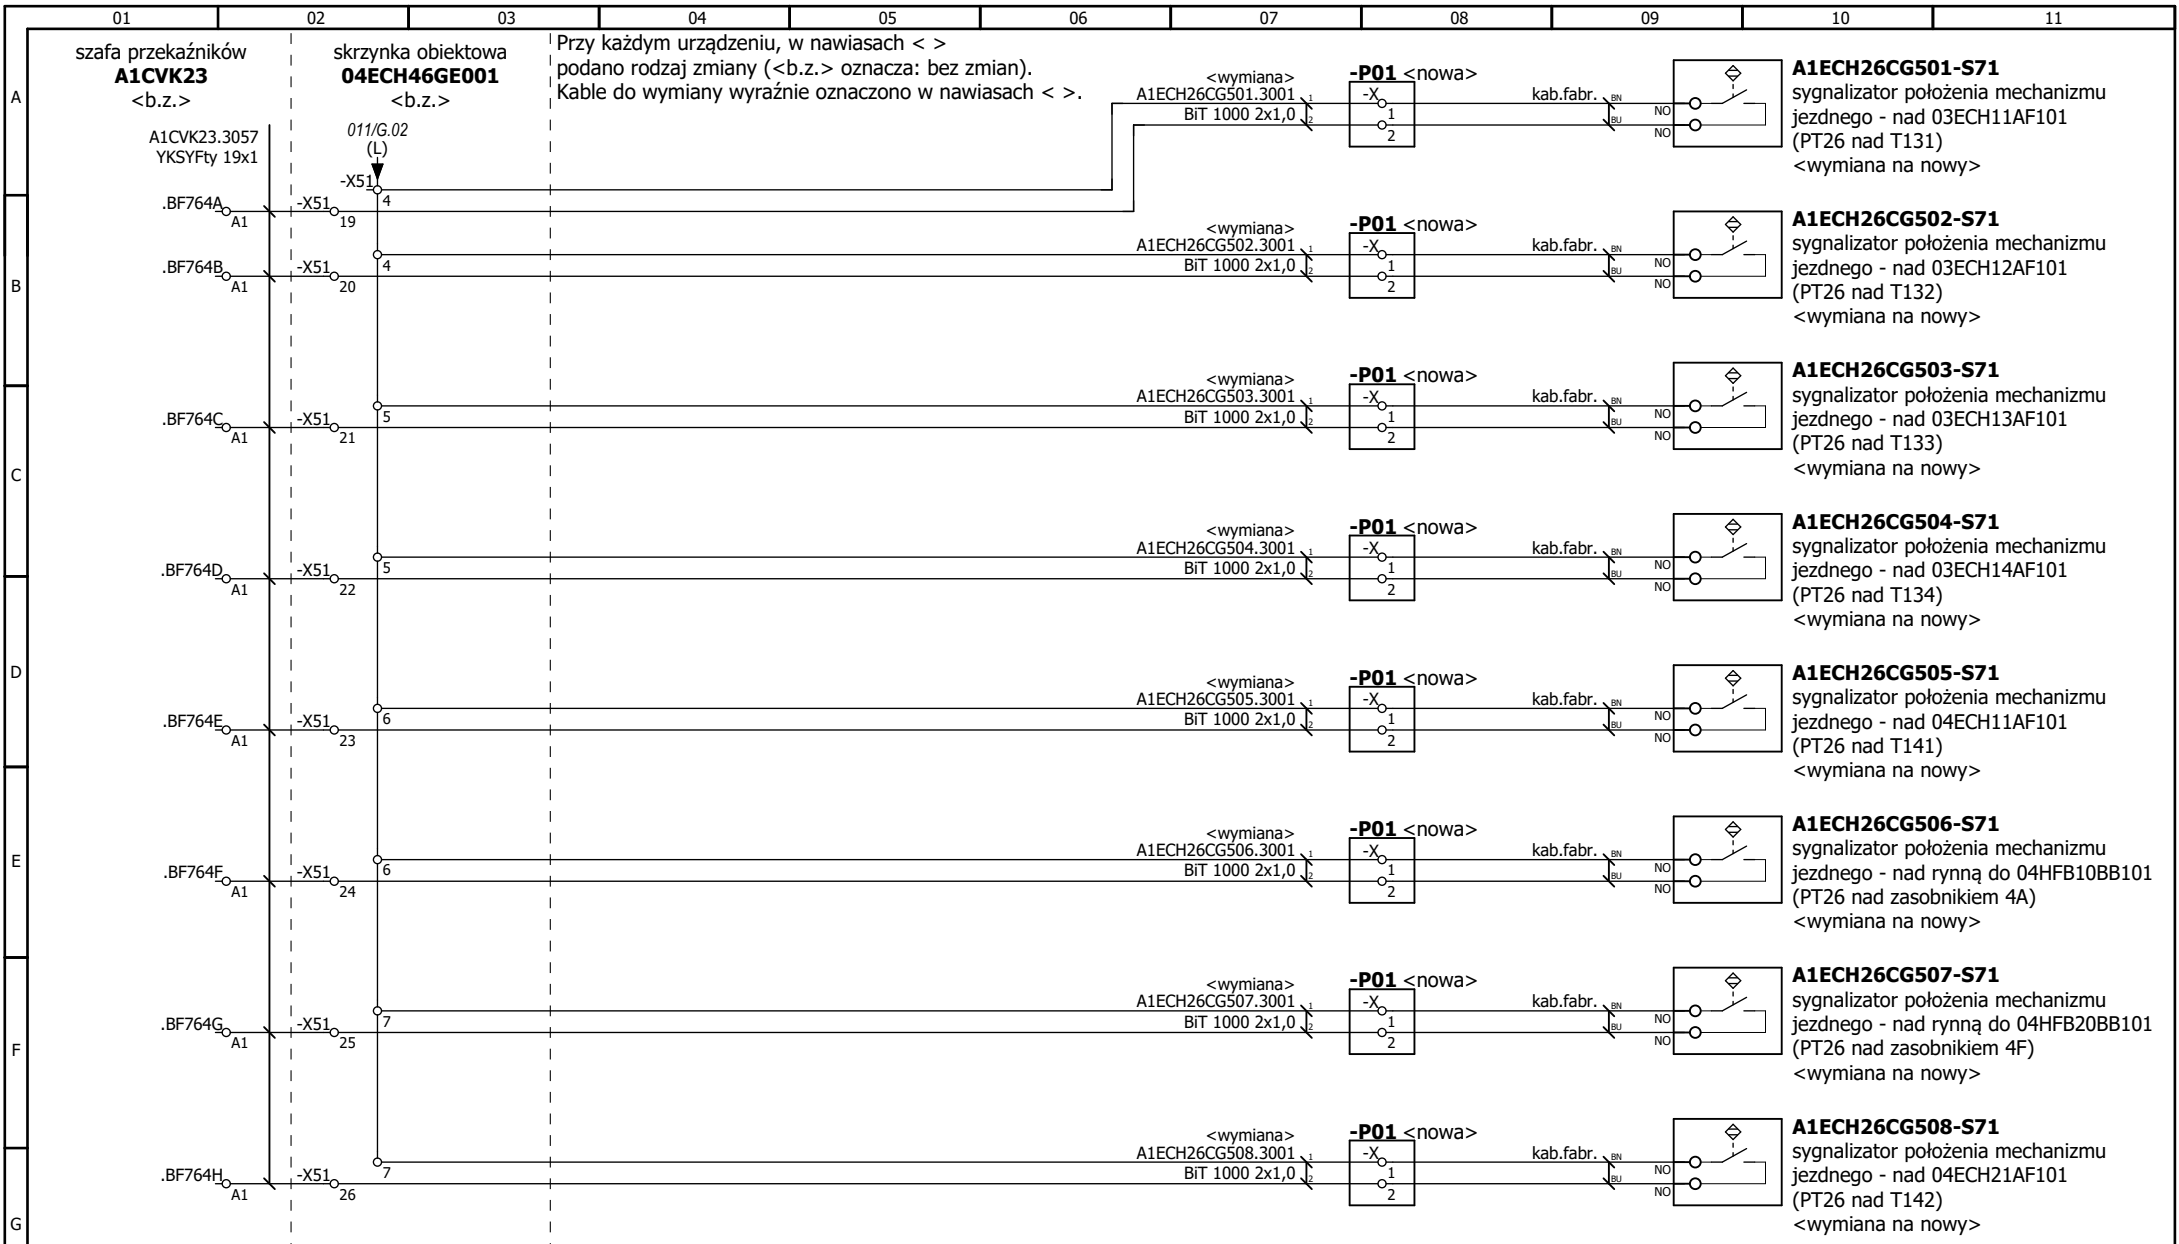 01 02 03 04 05 06 07 08 09 10 11
A
B
C
D
E
F
G
szafa przekaźników
A1CVK23
<b.z.>
skrzynka obiektowa
04ECH46GE001
<b.z.>
Przy każdym urządzeniu, w nawiasach < >
podano rodzaj zmiany (<b.z.> oznacza: bez zmian).
Kable do wymiany wyraźnie oznaczono w nawiasach < >.
A1CVK23.3057
YKSYFty 19x1
011/G.02
(L)
-X51
4
<wymiana>
A1ECH26CG501.3001 1
BiT 1000 2x1,0 2
-P01 <nowa>
-X
1
2
kab.fabr. BN
BU
NO
NO
A1ECH26CG501-S71
sygnalizator położenia mechanizmu
jezdnego - nad 03ECH11AF101
(PT26 nad T131)
<wymiana na nowy>
.BF764A A1 -X51 19
<wymiana>
A1ECH26CG502.3001 1
BiT 1000 2x1,0 2
-P01 <nowa>
-X
1
2
kab.fabr. BN
BU
NO
NO
A1ECH26CG502-S71
sygnalizator położenia mechanizmu
jezdnego - nad 03ECH12AF101
(PT26 nad T132)
<wymiana na nowy>
4
.BF764B A1 -X51 20
<wymiana>
A1ECH26CG503.3001 1
BiT 1000 2x1,0 2
-P01 <nowa>
-X
1
2
kab.fabr. BN
BU
NO
NO
A1ECH26CG503-S71
sygnalizator położenia mechanizmu
jezdnego - nad 03ECH13AF101
(PT26 nad T133)
<wymiana na nowy>
5
.BF764C A1 -X51 21
<wymiana>
A1ECH26CG504.3001 1
BiT 1000 2x1,0 2
-P01 <nowa>
-X
1
2
kab.fabr. BN
BU
NO
NO
A1ECH26CG504-S71
sygnalizator położenia mechanizmu
jezdnego - nad 03ECH14AF101
(PT26 nad T134)
<wymiana na nowy>
5
.BF764D A1 -X51 22
<wymiana>
A1ECH26CG505.3001 1
BiT 1000 2x1,0 2
-P01 <nowa>
-X
1
2
kab.fabr. BN
BU
NO
NO
A1ECH26CG505-S71
sygnalizator położenia mechanizmu
jezdnego - nad 04ECH11AF101
(PT26 nad T141)
<wymiana na nowy>
6
.BF764E A1 -X51 23
<wymiana>
A1ECH26CG506.3001 1
BiT 1000 2x1,0 2
-P01 <nowa>
-X
1
2
kab.fabr. BN
BU
NO
NO
A1ECH26CG506-S71
sygnalizator położenia mechanizmu
jezdnego - nad rynną do 04HFB10BB101
(PT26 nad zasobnikiem 4A)
<wymiana na nowy>
6
.BF764F A1 -X51 24
<wymiana>
A1ECH26CG507.3001 1
BiT 1000 2x1,0 2
-P01 <nowa>
-X
1
2
kab.fabr. BN
BU
NO
NO
A1ECH26CG507-S71
sygnalizator położenia mechanizmu
jezdnego - nad rynną do 04HFB20BB101
(PT26 nad zasobnikiem 4F)
<wymiana na nowy>
7
.BF764G A1 -X51 25
<wymiana>
A1ECH26CG508.3001 1
BiT 1000 2x1,0 2
-P01 <nowa>
-X
1
2
kab.fabr. BN
BU
NO
NO
A1ECH26CG508-S71
sygnalizator położenia mechanizmu
jezdnego - nad 04ECH21AF101
(PT26 nad T142)
<wymiana na nowy>
7
.BF764H A1 -X51 26